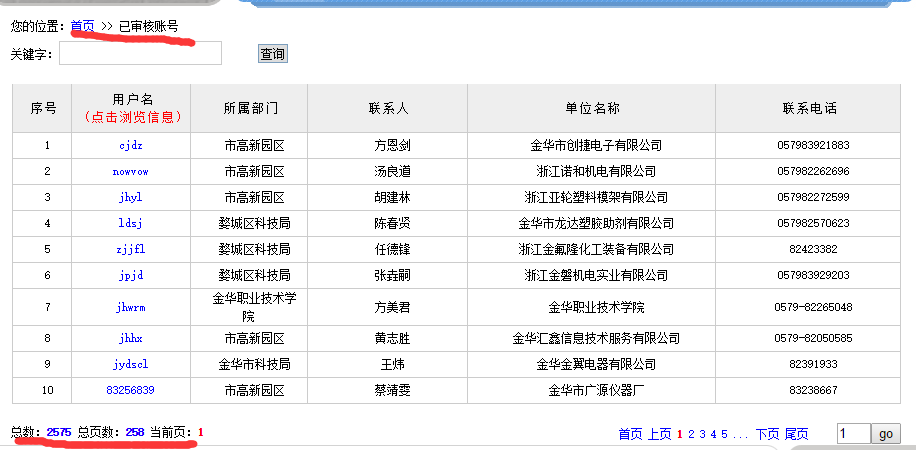 您的位置：首页 >> 已审核账号
关键字： 查询
序号 用户名 （点击浏览信息） 所属部门 联系人 单位名称 联系电话
1 cjdz 市高新园区 方恩剑 金华市创捷电子有限公司 057983921883
2 nowvow 市高新园区 汤良道 浙江诺和机电有限公司 057982262696
3 jhyl 市高新园区 胡建林 浙江亚轮塑料模架有限公司 057982272599
4 ldsj 婺城区科技局 陈春贤 金华市龙达塑胶助剂有限公司 057982570623
5 zjjfl 婺城区科技局 任德锋 浙江金氟隆化工装备有限公司 82423382
6 jpjd 婺城区科技局 张垚嗣 浙江金磐机电实业有限公司 057983929203
7 jhwrm 金华职业技术学院 方美君 金华职业技术学院 0579-82265048
8 jhhx 市高新园区 黄志胜 金华汇鑫信息技术服务有限公司 0579-82050585
9 jydscl 金华市科技局 王炜 金华金翼电器有限公司 82391933
10 83256839 市高新园区 蔡靖雯 金华市广源仪器厂 83238667
总数：2575 总页数：258 当前页：1 首页 上页 1 2 3 4 5 ... 下页 尾页 1 go